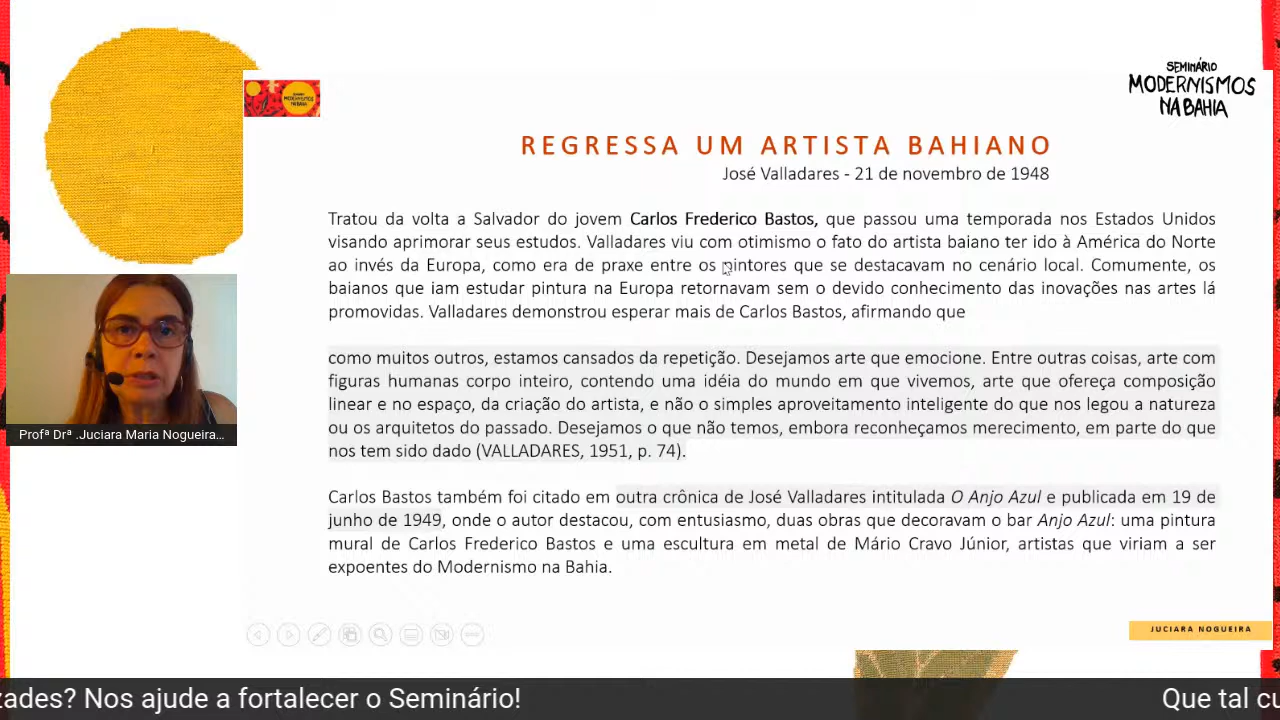 SEMINÁRIO
MODERNISMOS
NA BAHIA
REGRESSA UM ARTISTA BAHIANO
José Valladares - 21 de novembro de 1948
Tratou da volta a Salvador do jovem Carlos Frederico Bastos, que passou uma temporada nos Estados Unidos
visando aprimorar seus estudos. Valladares viu com otimismo o fato do artista baiano ter ido à América do Norte
ao invés da Europa, como era de praxe entre os pintores que se destacavam no cenário local. Comumente, os
baianos que iam estudar pintura na Europa retornavam sem o devido conhecimento das inovações nas artes lá
promovidas. Valladares demonstrou esperar mais de Carlos Bastos, afirmando que
como muitos outros, estamos cansados da repetição. Desejamos arte que emocione. Entre outras coisas, arte com
figuras humanas corpo inteiro, contendo uma idéia do mundo em que vivemos, arte que ofereça composição
linear e no espaço, da criação do artista, e não o simples aproveitamento inteligente do que nos legou a natureza
ou os arquitetos do passado. Desejamos o que não temos, embora reconheçamos merecimento, em parte do que
nos tem sido dado (VALLADARES, 1951, p. 74).
Carlos Bastos também foi citado em outra crônica de José Valladares intitulada O Anjo Azul e publicada em 19 de
junho de 1949, onde o autor destacou, com entusiasmo, duas obras que decoravam o bar Anjo Azul: uma pintura
mural de Carlos Frederico Bastos e uma escultura em metal de Mário Cravo Júnior, artistas que viriam a ser
expoentes do Modernismo na Bahia.
Profª Drª .Juciara Maria Nogueira...
JUCIARA NOGUEIRA
zades? Nos ajude a fortalecer o Seminário!
Que tal cu